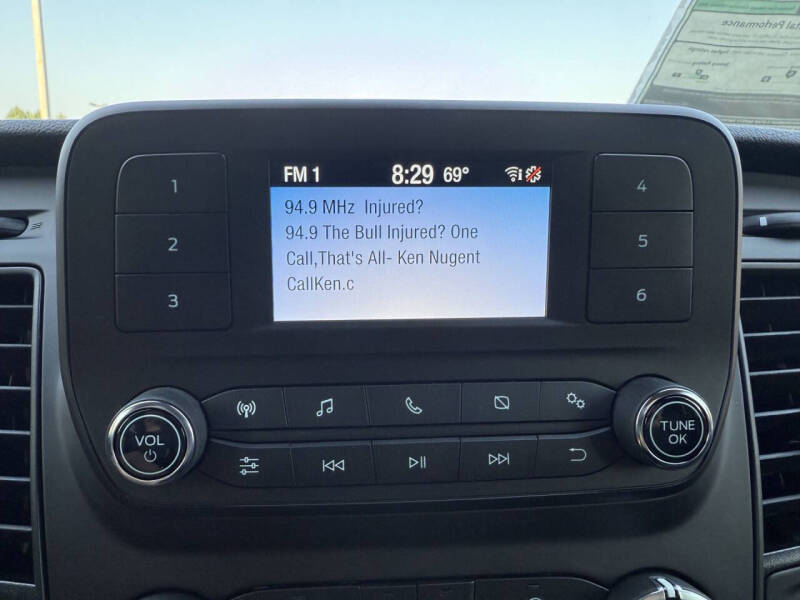 FM 1 8:29 69°
94.9 MHz Injured?
94.9 The Bull Injured? One
Call,That's All- Ken Nugent
CallKen.c
1
2
3
4
5
6
VOL
TUNE
OK